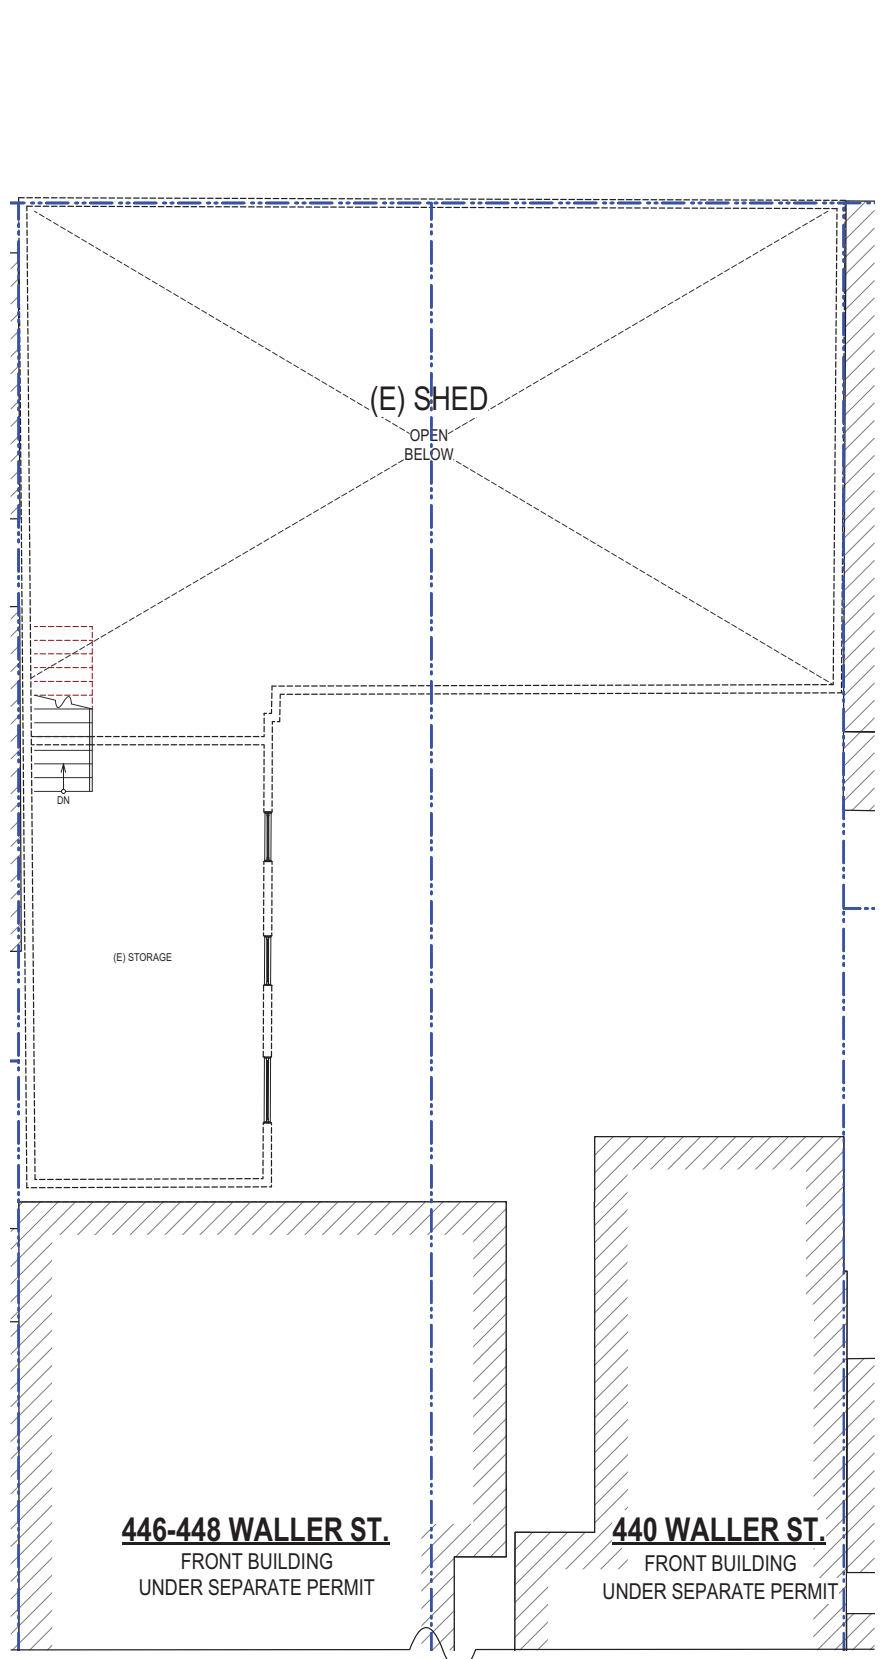 (E) SHED
OPEN
BELOW
DN
(E) STORAGE
446-448 WALLER ST.
FRONT BUILDING
UNDER SEPARATE PERMIT
440 WALLER ST.
FRONT BUILDING
UNDER SEPARATE PERMIT